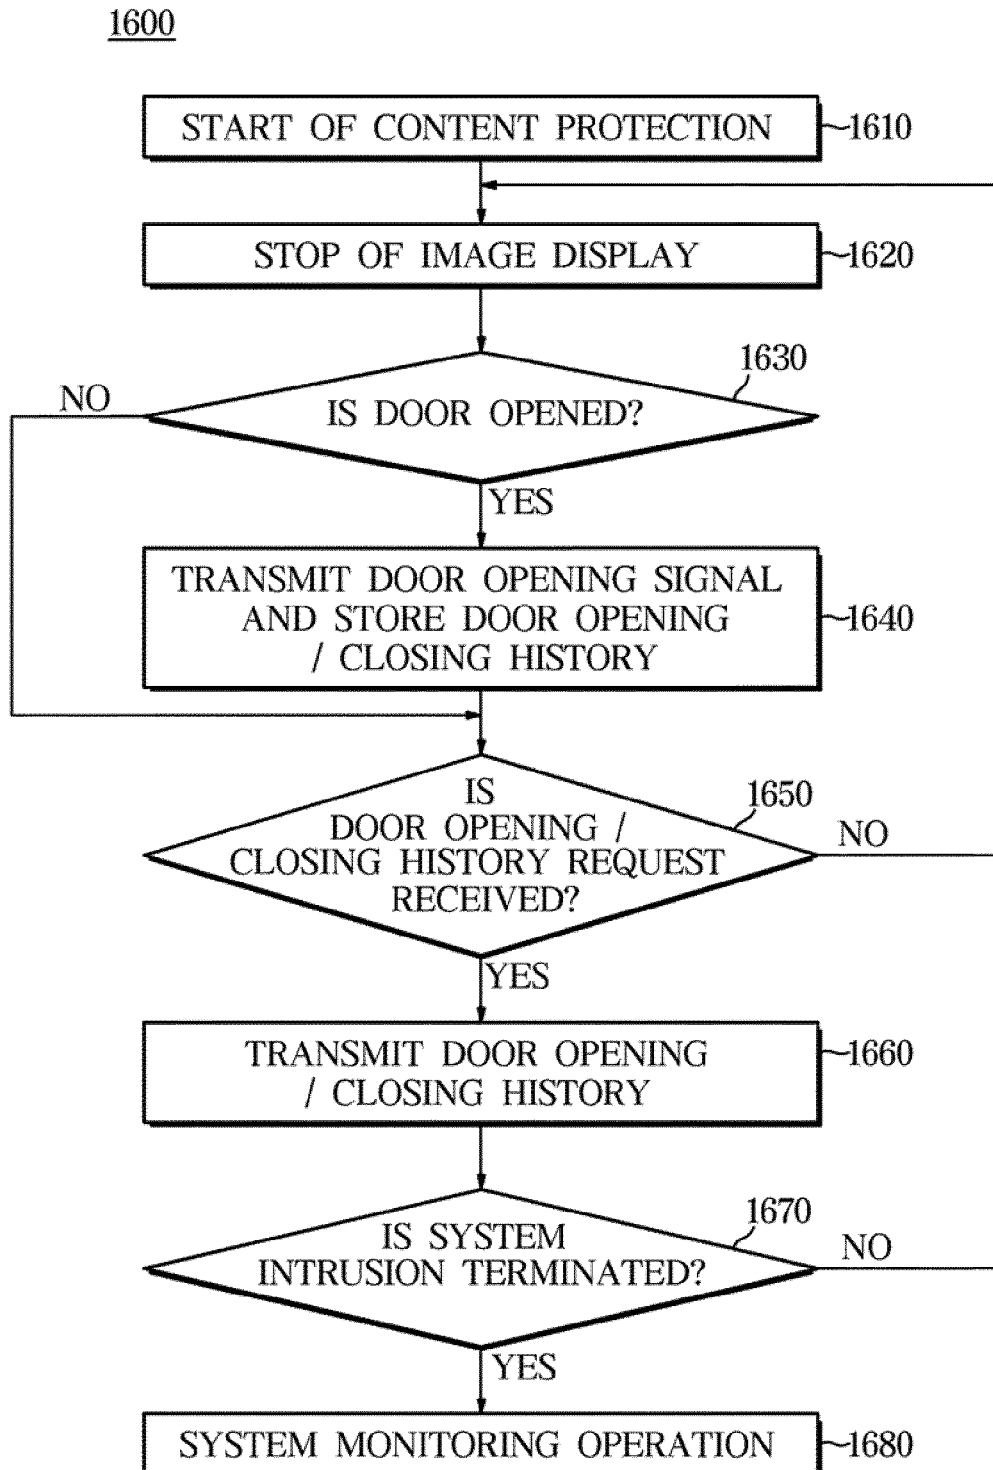 1600
START OF CONTENT PROTECTION
1610
STOP OF IMAGE DISPLAY
1620
1630
NO
IS DOOR OPENED?
YES
TRANSMIT DOOR OPENING SIGNAL
AND STORE DOOR OPENING
/ CLOSING HISTORY
1640
IS
DOOR OPENING /
CLOSING HISTORY REQUEST
RECEIVED?
1650
NO
YES
TRANSMIT DOOR OPENING
/ CLOSING HISTORY
1660
IS SYSTEM
INTRUSION TERMINATED?
1670
NO
YES
SYSTEM MONITORING OPERATION
1680